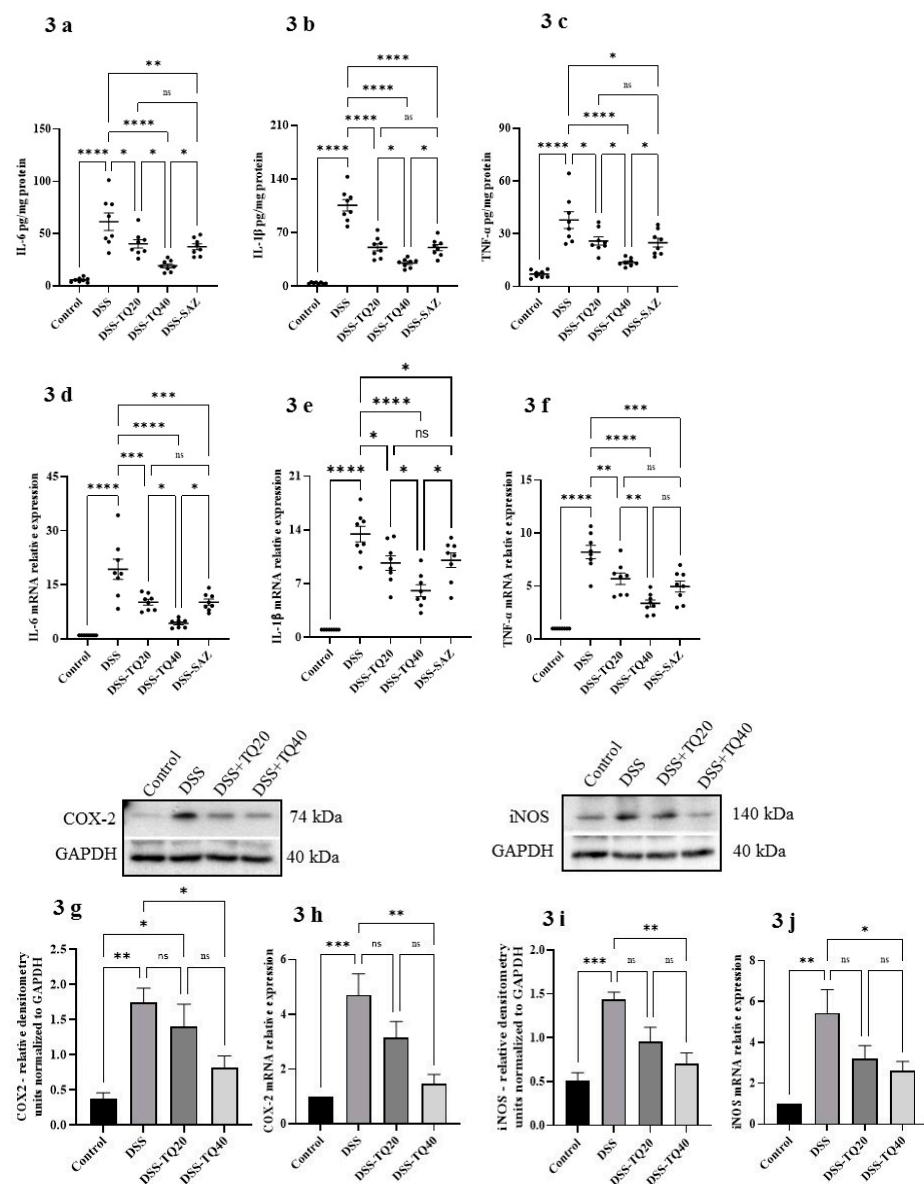 3 a
**
ns
****
**** * * *
IL-6 pg/mg protein
150
100
50
0
Control
DSS
DSS-TQ20
DSS-TQ40
DSS-SAZ
3 b
****
****
**** ns
**** * *
IL-1β pg/mg protein
210
140
70
0
Control
DSS
DSS-TQ20
DSS-TQ40
DSS-SAZ
3 c
*
ns
****
**** * * *
TNF-α pg/mg protein
90
60
30
0
Control
DSS
DSS-TQ20
DSS-TQ40
DSS-SAZ
3 d
***
****
*** ns
**** * *
IL-6 mRNA relative expression
45
30
15
0
Control
DSS
DSS-TQ20
DSS-TQ40
DSS-SAZ
3 e
*
****
* ns
**** * *
IL-1β mRNA relative expression
21
14
7
0
Control
DSS
DSS-TQ20
DSS-TQ40
DSS-SAZ
3 f
***
****
** ns
**** ** ns
TNF-α mRNA relative expression
15
10
5
0
Control
DSS
DSS-TQ20
DSS-TQ40
DSS-SAZ
Control
DSS
DSS+TQ20
DSS+TQ40
COX-2 74 kDa
GAPDH 40 kDa
Control
DSS
DSS+TQ20
DSS+TQ40
iNOS 140 kDa
GAPDH 40 kDa
3 g
*
*
** ns ns
COX2 - relative densitometry
units normalized to GAPDH
2.5
2.0
1.5
1.0
0.5
0.0
Control
DSS
DSS-TQ20
DSS-TQ40
3 h
**
*** ns ns
COX-2 mRNA relative expression
6
4
2
0
Control
DSS
DSS-TQ20
DSS-TQ40
3 i
**
*** ns ns
iNOS - relative densitometry
units normalized to GAPDH
2.0
1.5
1.0
0.5
0.0
Control
DSS
DSS-TQ20
DSS-TQ40
3 j
*
** ns ns
iNOS mRNA relative expression
8
6
4
2
0
Control
DSS
DSS-TQ20
DSS-TQ40